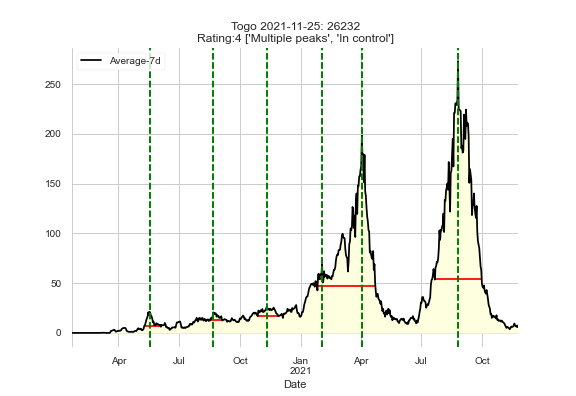 Togo 2021-11-25: 26232
Rating:4 ['Multiple peaks', 'In control']
Average-7d
250
200
150
100
50
0
Apr Jul Oct Jan Apr Jul Oct
2021
Date